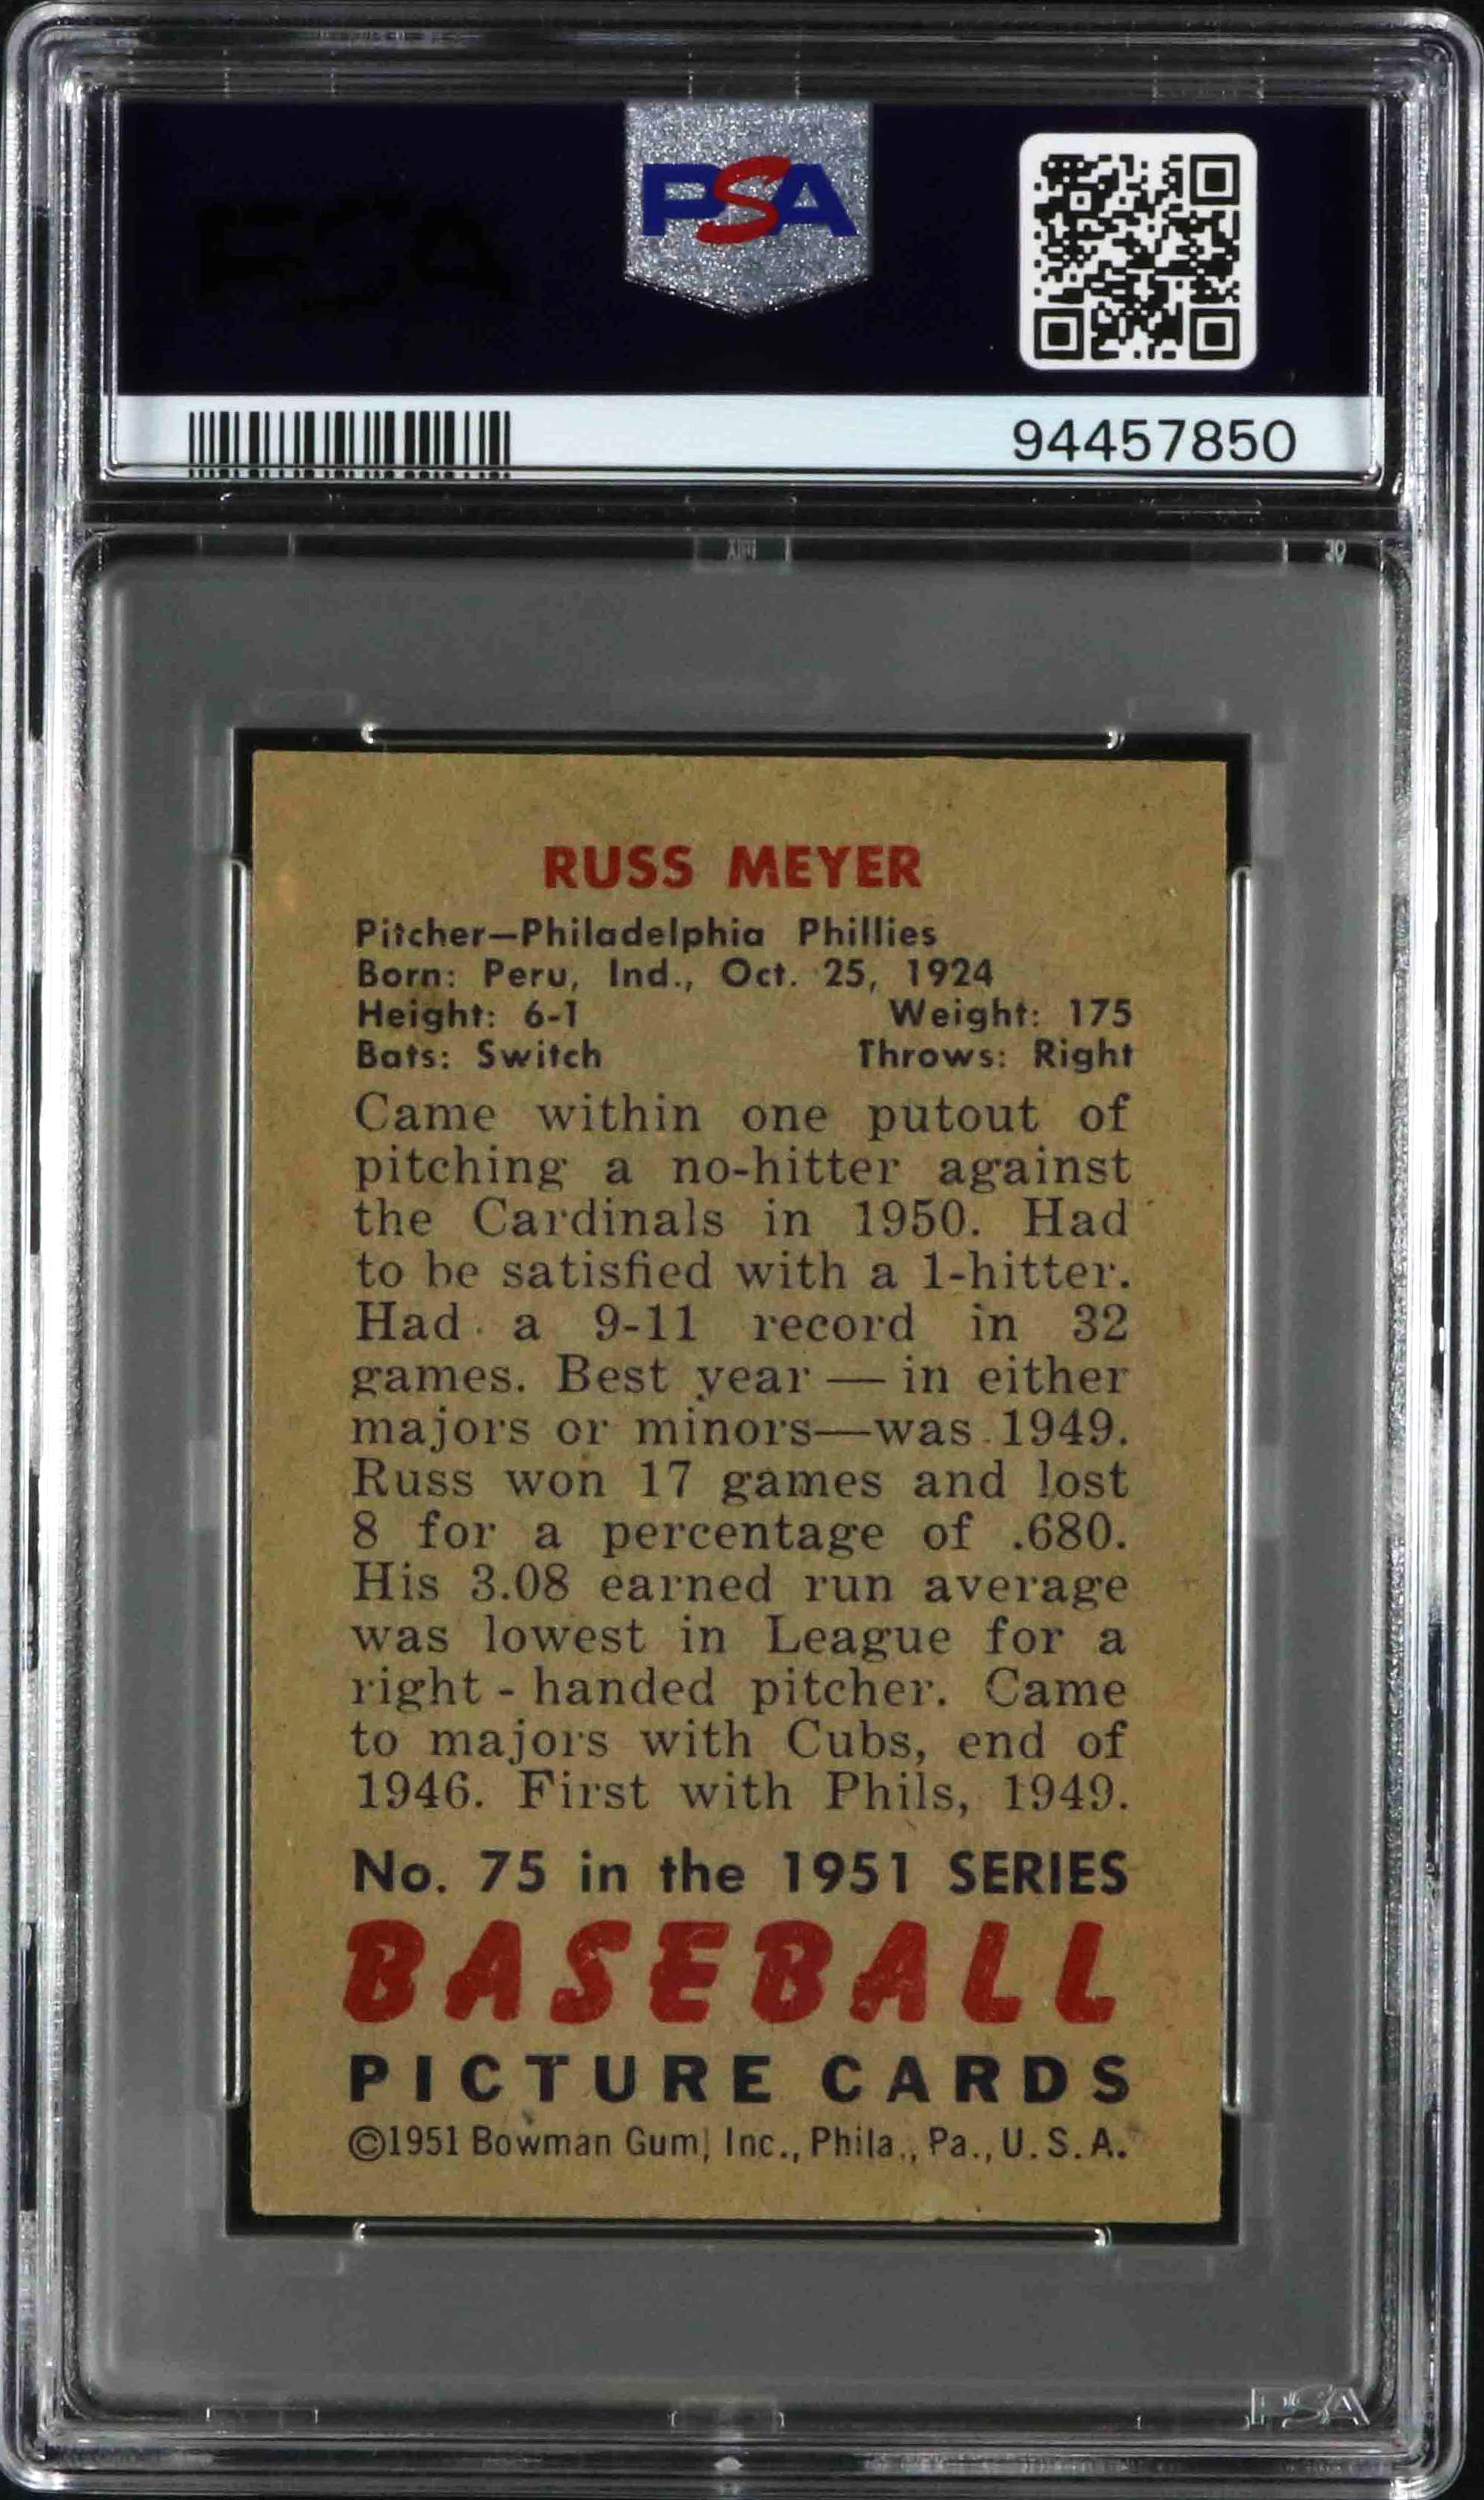 PSA
94457850
RUSS MEYER
Pitcher—Philadelphia Phillies
Born: Peru, Ind., Oct. 25, 1924
Height: 6-1 Weight: 175
Bats: Switch Throws: Right
Came within one putout of
pitching a no-hitter against
the Cardinals in 1950. Had
to be satisfied with a 1-hitter.
Had a 9-11 record in 32
games. Best year — in either
majors or minors—was 1949.
Russ won 17 games and lost
8 for a percentage of .680.
His 3.08 earned run average
was lowest in League for a
right - handed pitcher. Came
to majors with Cubs, end of
1946. First with Phils, 1949.
No. 75 in the 1951 SERIES
BASEBALL
PICTURE CARDS
©1951 Bowman Gum, Inc., Phila., Pa., U.S.A.
PSA